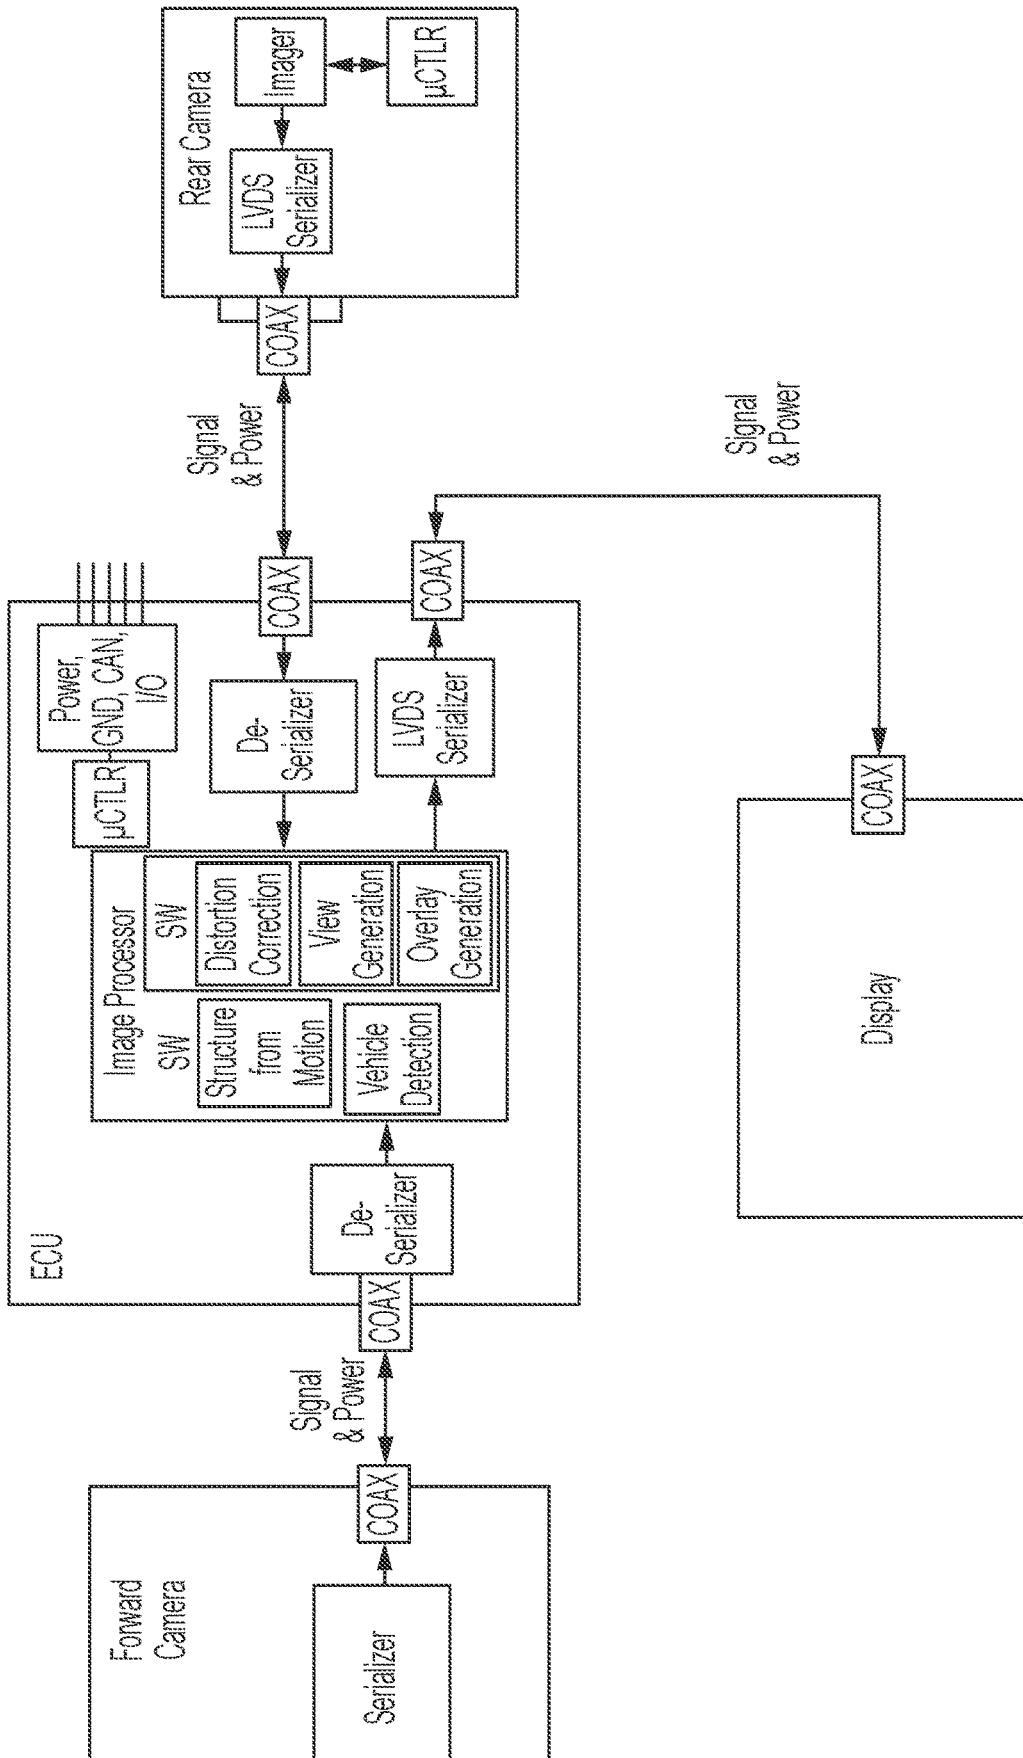 Forward
Camera
Serializer
COAX
Signal
& Power
ECU
COAX
De-
Serializer
Image Processor
SW
Structure
from
Motion
Vehicle
Detection
SW
Distortion
Correction
View
Generation
Overlay
Generation
µCTLR
Power,
GND, CAN,
I/O
De-
Serializer
LVDS
Serializer
COAX
COAX
Signal
& Power
COAX
Rear Camera
LVDS
Serializer
Imager
µCTLR
Signal
& Power
COAX
Display